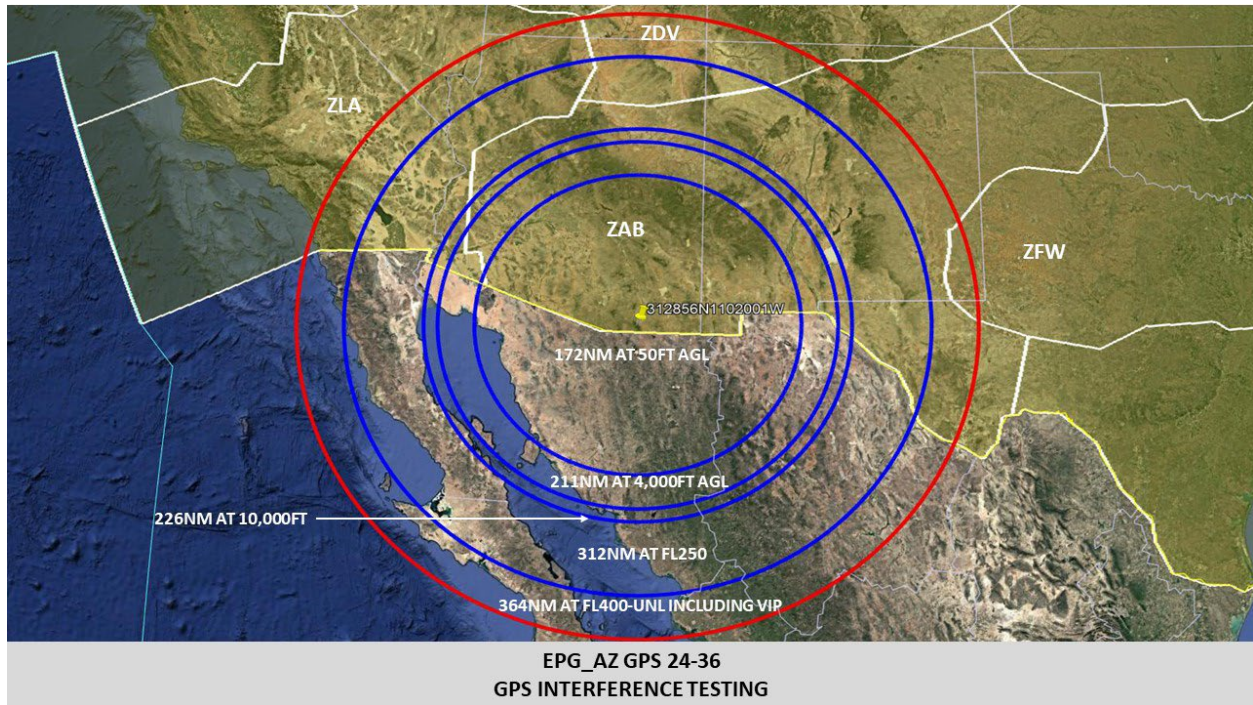 ZDV
ZLA
ZAB
ZFW
312856N1102001W
172NM AT 50FT AGL
211NM AT 4,000FT AGL
226NM AT 10,000FT
312NM AT FL250
364NM AT FL400-UNL INCLUDING VIP
EPG_AZ GPS 24-36
GPS INTERFERENCE TESTING